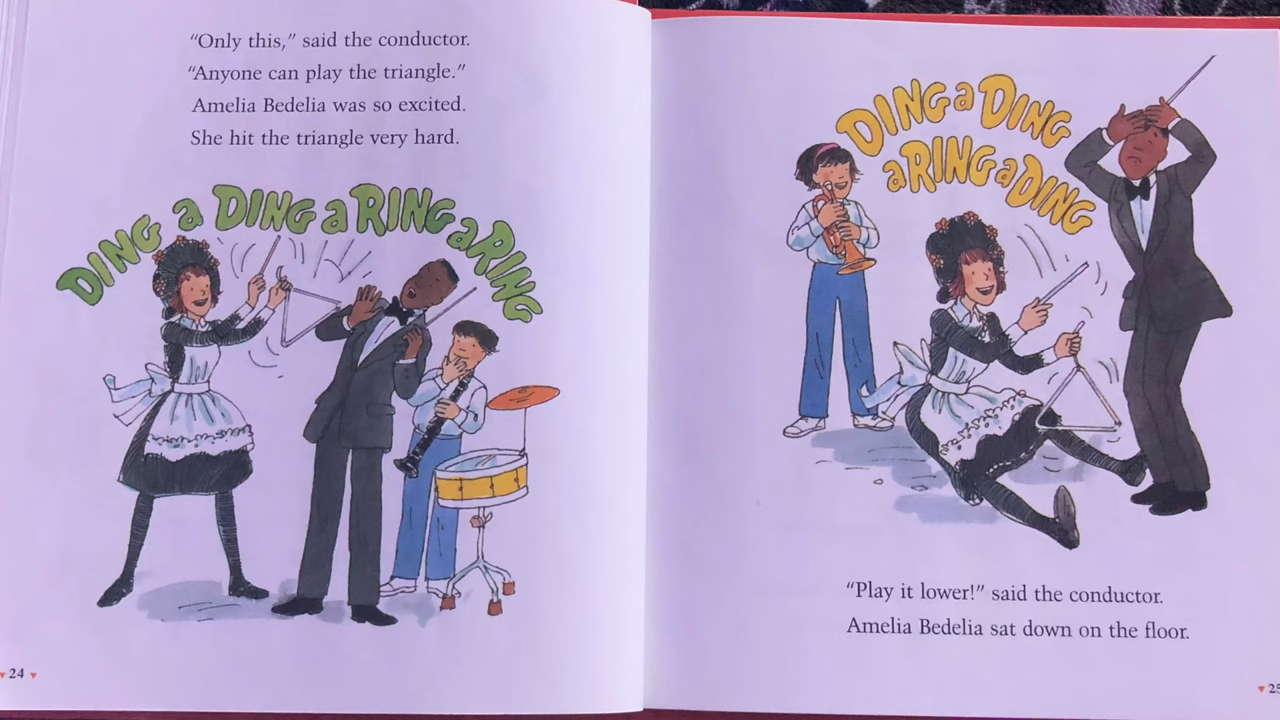 “Only this,” said the conductor.
“Anyone can play the triangle.”
Amelia Bedelia was so excited.
She hit the triangle very hard.
DING a DING a RING a RING
24
DING a DING
a RING a DING
“Play it lower!” said the conductor.
Amelia Bedelia sat down on the floor.
25